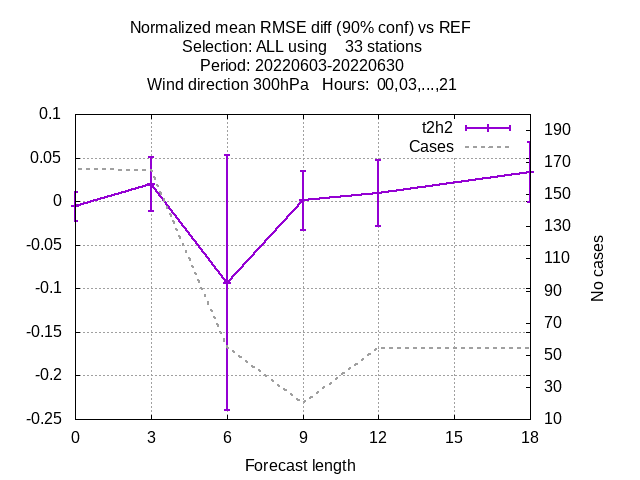 Normalized mean RMSE diff (90% conf) vs REF
Selection: ALL using    33 stations
Period: 20220603-20220630
Wind direction 300hPa   Hours:  00,03,...,21
t2h2
Cases
0.1
0.05
0
-0.05
-0.1
-0.15
-0.2
-0.25
190
170
150
130
110
90
70
50
30
10
No cases
0 3 6 9 12 15 18
Forecast length